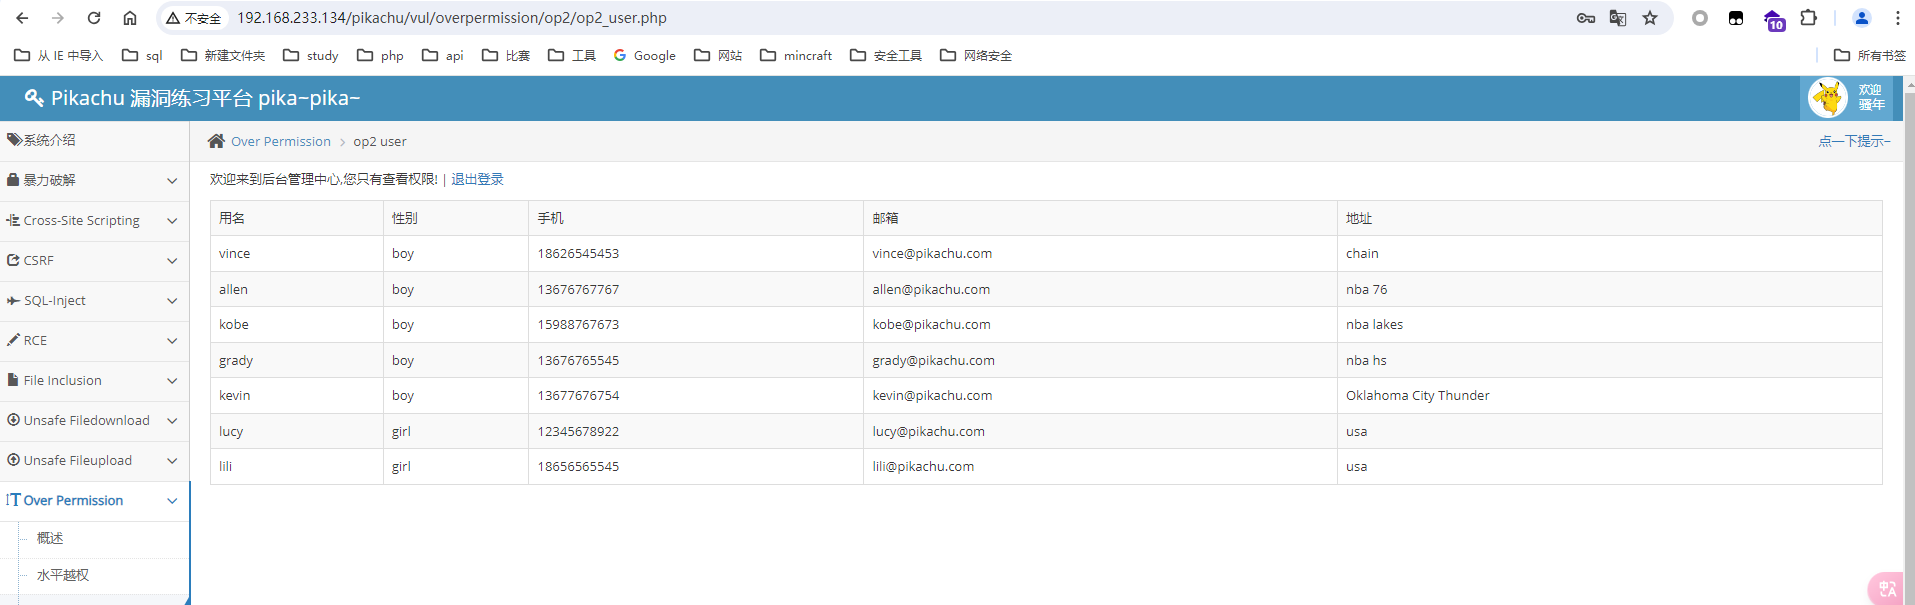 不安全 192.168.233.134/pikachu/vul/overpermission/op2/op2_user.php 10
从 IE 中导入 sql 新建文件夹 study php api 比赛 工具 Google 网站 mincraft 安全工具 网络安全 所有书签
Pikachu 漏洞练习平台 pika~pika~
欢迎
骚年
系统介绍
暴力破解
Cross-Site Scripting
CSRF
SQL-Inject
RCE
File Inclusion
Unsafe Filedownload
Unsafe Fileupload
Over Permission
概述
水平越权
Over Permission > op2 user 点一下提示~
欢迎来到后台管理中心,您只有查看权限! | 退出登录
用名 性别 手机 邮箱 地址
vince boy 18626545453 vince@pikachu.com chain
allen boy 13676767767 allen@pikachu.com nba 76
kobe boy 15988767673 kobe@pikachu.com nba lakes
grady boy 13676765545 grady@pikachu.com nba hs
kevin boy 13677676754 kevin@pikachu.com Oklahoma City Thunder
lucy girl 12345678922 lucy@pikachu.com usa
lili girl 18656565545 lili@pikachu.com usa